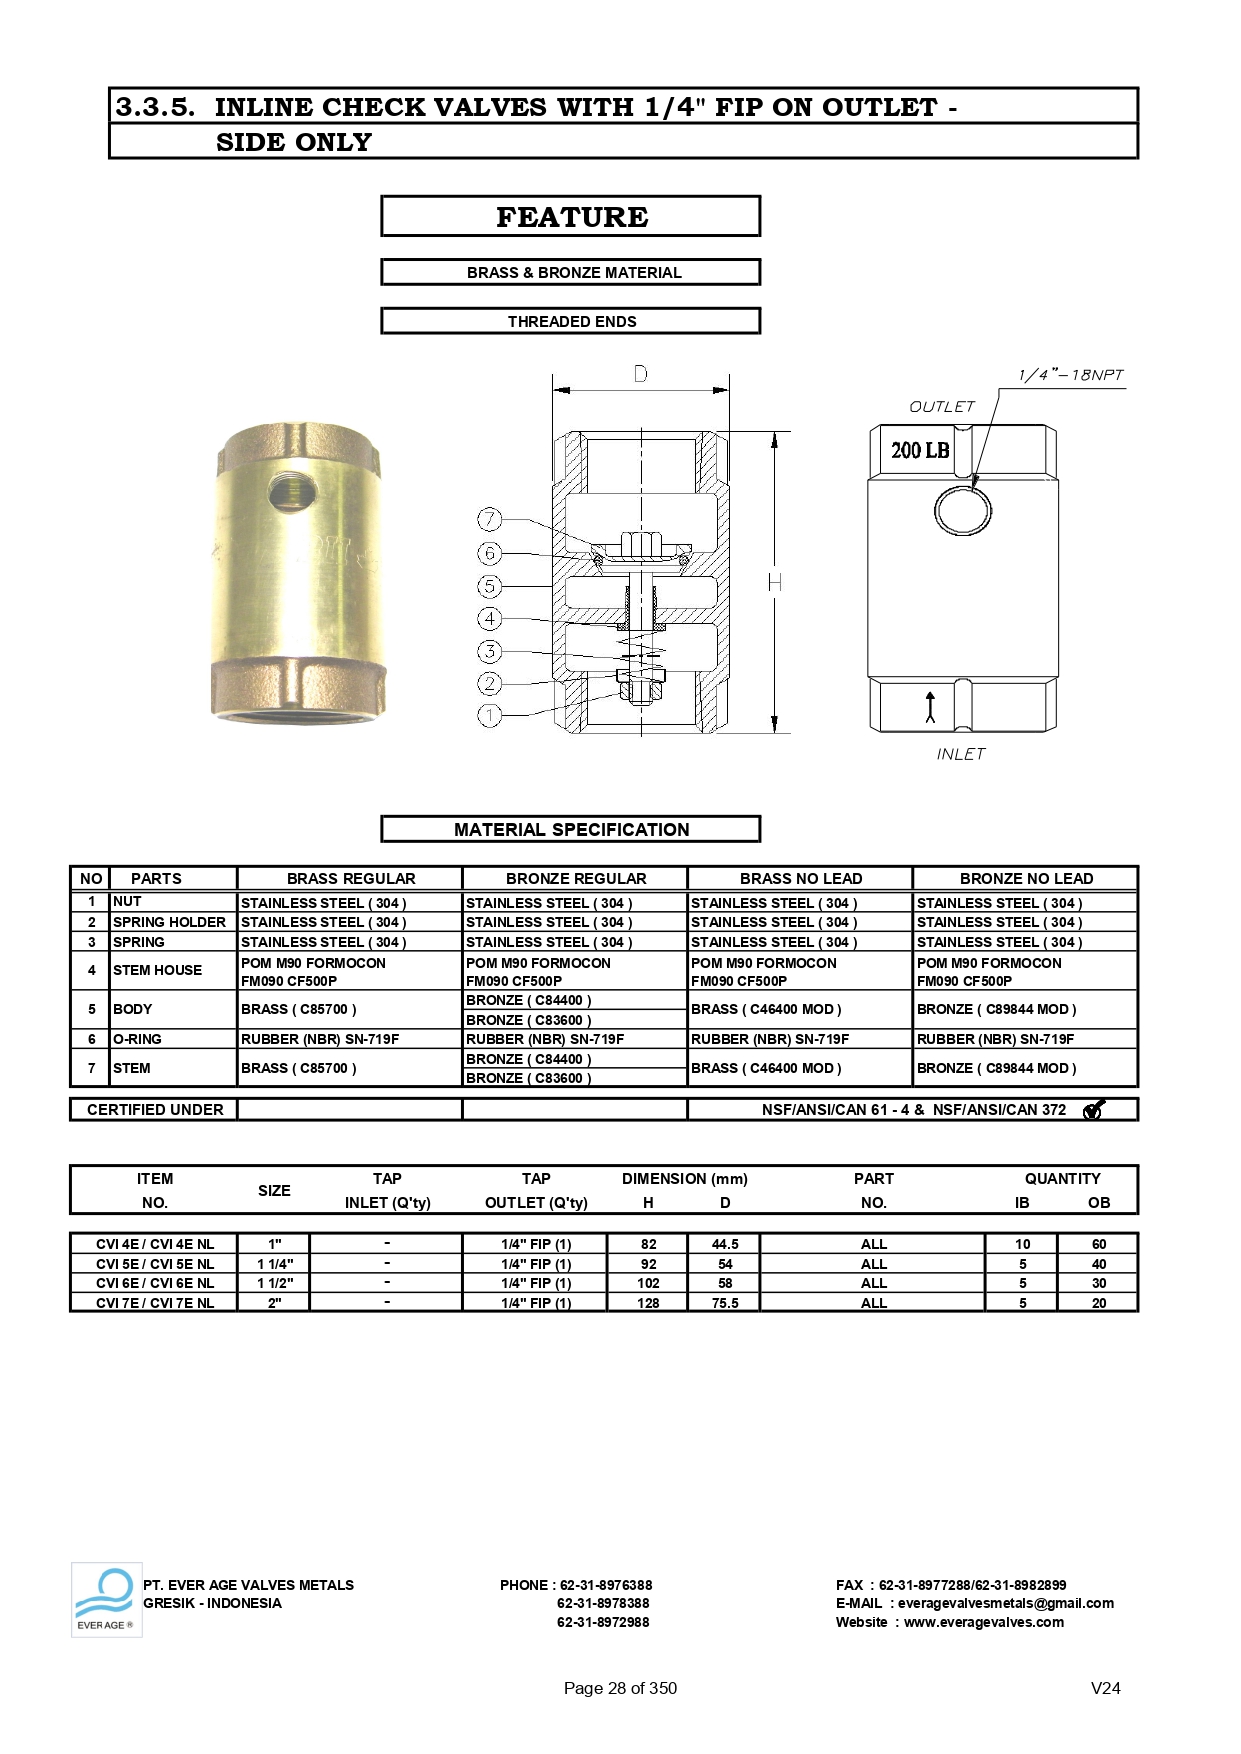 3.3.5. INLINE CHECK VALVES WITH 1/4" FIP ON OUTLET -
SIDE ONLY
FEATURE
BRASS & BRONZE MATERIAL
THREADED ENDS
D
H
7
6
5
4
3
2
1
1/4"-18NPT
OUTLET
200 LB
INLET
MATERIAL SPECIFICATION
NO PARTS BRASS REGULAR BRONZE REGULAR BRASS NO LEAD BRONZE NO LEAD
1 NUT STAINLESS STEEL ( 304 ) STAINLESS STEEL ( 304 ) STAINLESS STEEL ( 304 ) STAINLESS STEEL ( 304 )
2 SPRING HOLDER STAINLESS STEEL ( 304 ) STAINLESS STEEL ( 304 ) STAINLESS STEEL ( 304 ) STAINLESS STEEL ( 304 )
3 SPRING STAINLESS STEEL ( 304 ) STAINLESS STEEL ( 304 ) STAINLESS STEEL ( 304 ) STAINLESS STEEL ( 304 )
4 STEM HOUSE POM M90 FORMOCON POM M90 FORMOCON POM M90 FORMOCON POM M90 FORMOCON
FM090 CF500P FM090 CF500P FM090 CF500P FM090 CF500P
5 BODY BRASS ( C85700 ) BRONZE ( C84400 ) BRASS ( C46400 MOD ) BRONZE ( C89844 MOD )
BRONZE ( C83600 )
6 O-RING RUBBER (NBR) SN-719F RUBBER (NBR) SN-719F RUBBER (NBR) SN-719F RUBBER (NBR) SN-719F
7 STEM BRASS ( C85700 ) BRONZE ( C84400 ) BRASS ( C46400 MOD ) BRONZE ( C89844 MOD )
BRONZE ( C83600 )
CERTIFIED UNDER NSF/ANSI/CAN 61 - 4 & NSF/ANSI/CAN 372
ITEM SIZE TAP TAP DIMENSION (mm) PART QUANTITY
NO. INLET (Q'ty) OUTLET (Q'ty) H D NO. IB OB
CVI 4E / CVI 4E NL 1" - 1/4" FIP (1) 82 44.5 ALL 10 60
CVI 5E / CVI 5E NL 1 1/4" - 1/4" FIP (1) 92 54 ALL 5 40
CVI 6E / CVI 6E NL 1 1/2" - 1/4" FIP (1) 102 58 ALL 5 30
CVI 7E / CVI 7E NL 2" - 1/4" FIP (1) 128 75.5 ALL 5 20
EVER AGE ®
PT. EVER AGE VALVES METALS PHONE : 62-31-8976388 FAX : 62-31-8977288/62-31-8982899
GRESIK - INDONESIA 62-31-8978388 E-MAIL : everagevalvesmetals@gmail.com
62-31-8972988 Website : www.everagevalves.com
Page 28 of 350 V24